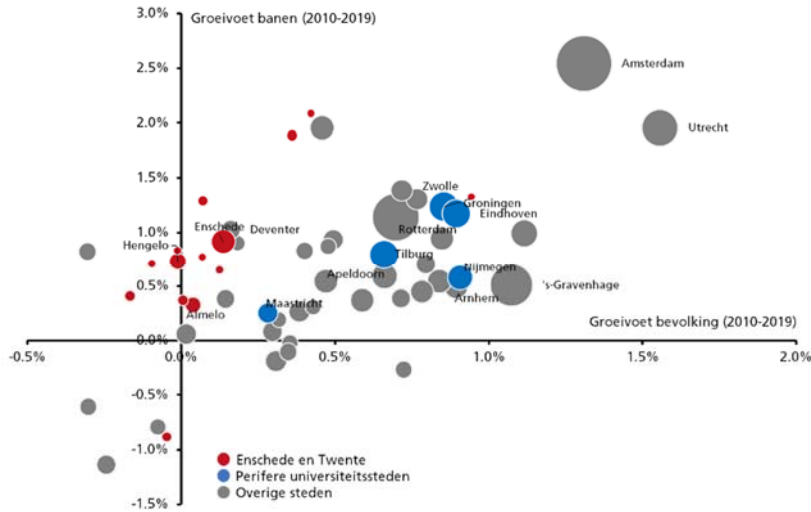 3.0%
Groeivoet banen (2010-2019)
2.5%
Amsterdam
2.0%
Utrecht
1.5%
Zwolle
Groningen
Eindhoven
1.0%
Enschede
Deventer
Rotterdam
Hengelo
Tilburg
0.5%
Apeldoorn
Nijmegen
's-Gravenhage
Almelo
Maastricht
Arnhem
Groeivoet bevolking (2010-2019)
0.0%
-0.5%
0.0%
0.5%
1.0%
1.5%
2.0%
-0.5%
-1.0%
-1.5%
Enschede en Twente
Perifere universiteitssteden
Overige steden